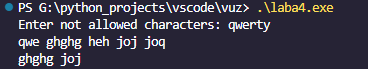 PS G:\python_projects\vscode\vuz> .\laba4.exe
Enter not allowed characters: qwerty
qwe ghghg heh joj joq
ghghg joj